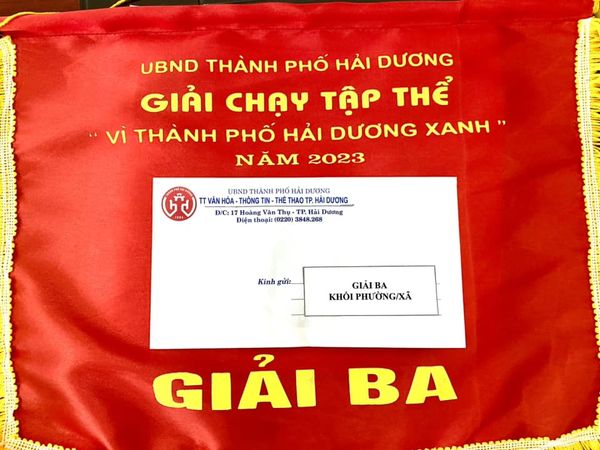 UBND THÀNH PHỐ HẢI DƯƠNG
GIẢI CHẠY TẬP THỂ
“ VÌ THÀNH PHỐ HẢI DƯƠNG XANH ”
NĂM 2023
UBND THÀNH PHỐ HẢI DƯƠNG
TT VĂN HÓA - THÔNG TIN - THỂ THAO TP. HẢI DƯƠNG
Đ/C: 17 Hoàng Văn Thụ - TP. Hải Dương
Điện thoại: (0220) 3848.268
Kính gửi:
GIẢI BA
KHỐI PHƯỜNG/XÃ
GIẢI BA